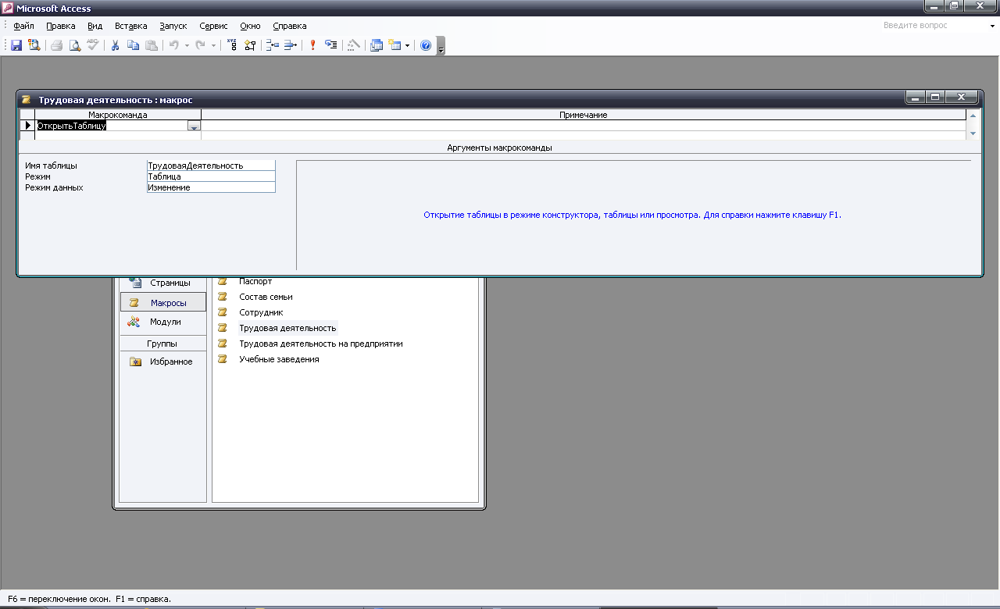 Microsoft Access
Файл Правка Вид Вставка Запуск Сервис Окно Справка Введите вопрос
Трудовая деятельность : макрос
Макрокоманда Примечание
ОткрытьТаблицу
Аргументы макрокоманды
Имя таблицы ТрудоваяДеятельность
Режим Таблица
Режим данных Изменение
Открытие таблицы в режиме конструктора, таблицы или просмотра. Для справки нажмите клавишу F1.
Страницы
Макросы
Модули
Группы
Избранное
Паспорт
Состав семьи
Сотрудник
Трудовая деятельность
Трудовая деятельность на предприятии
Учебные заведения
F6 = переключение окон. F1 = справка.